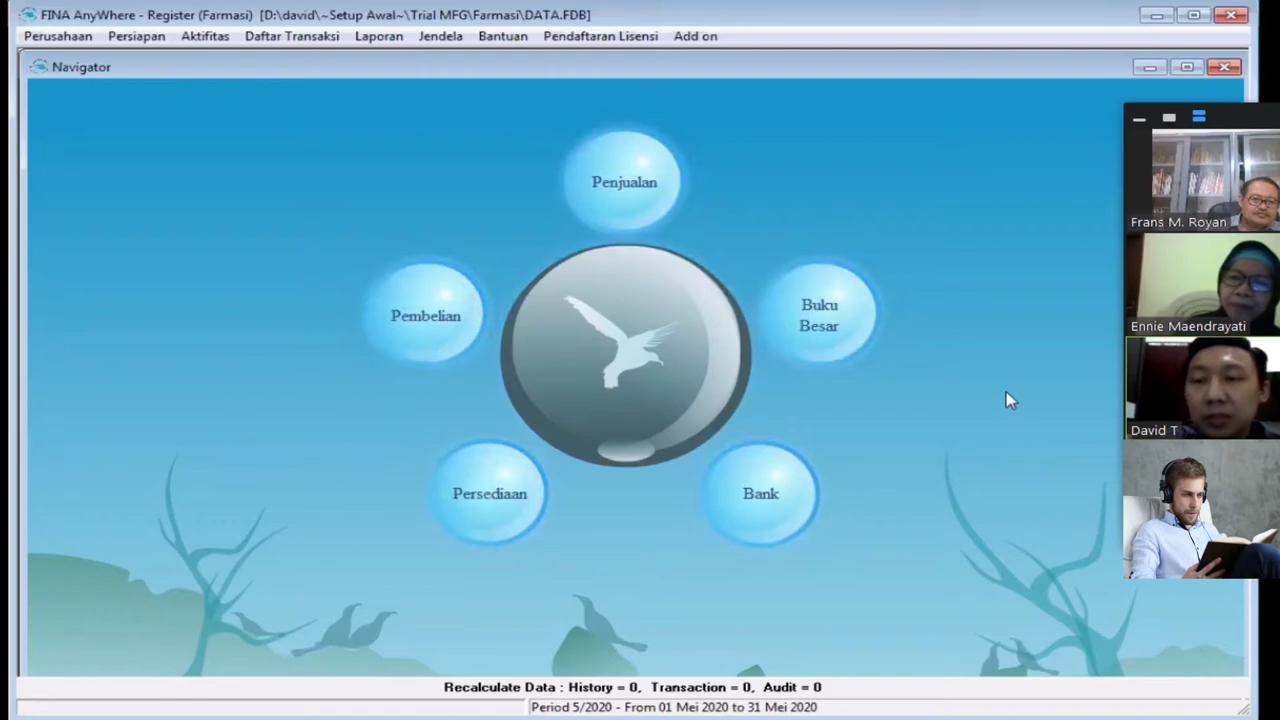 FINA AnyWhere - Register (Farmasi) [D:\david\~Setup Awal~\Trial MFG\Farmasi\DATA.FDB]
Perusahaan Persiapan Aktifitas Daftar Transaksi Laporan Jendela Bantuan Pendaftaran Lisensi Add on
Navigator
Penjualan
Pembelian
Buku
Besar
Persediaan
Bank
Frans M. Royan
Ennie Maendrayati
David T
Recalculate Data : History = 0, Transaction = 0, Audit = 0
Period 5/2020 - From 01 Mei 2020 to 31 Mei 2020